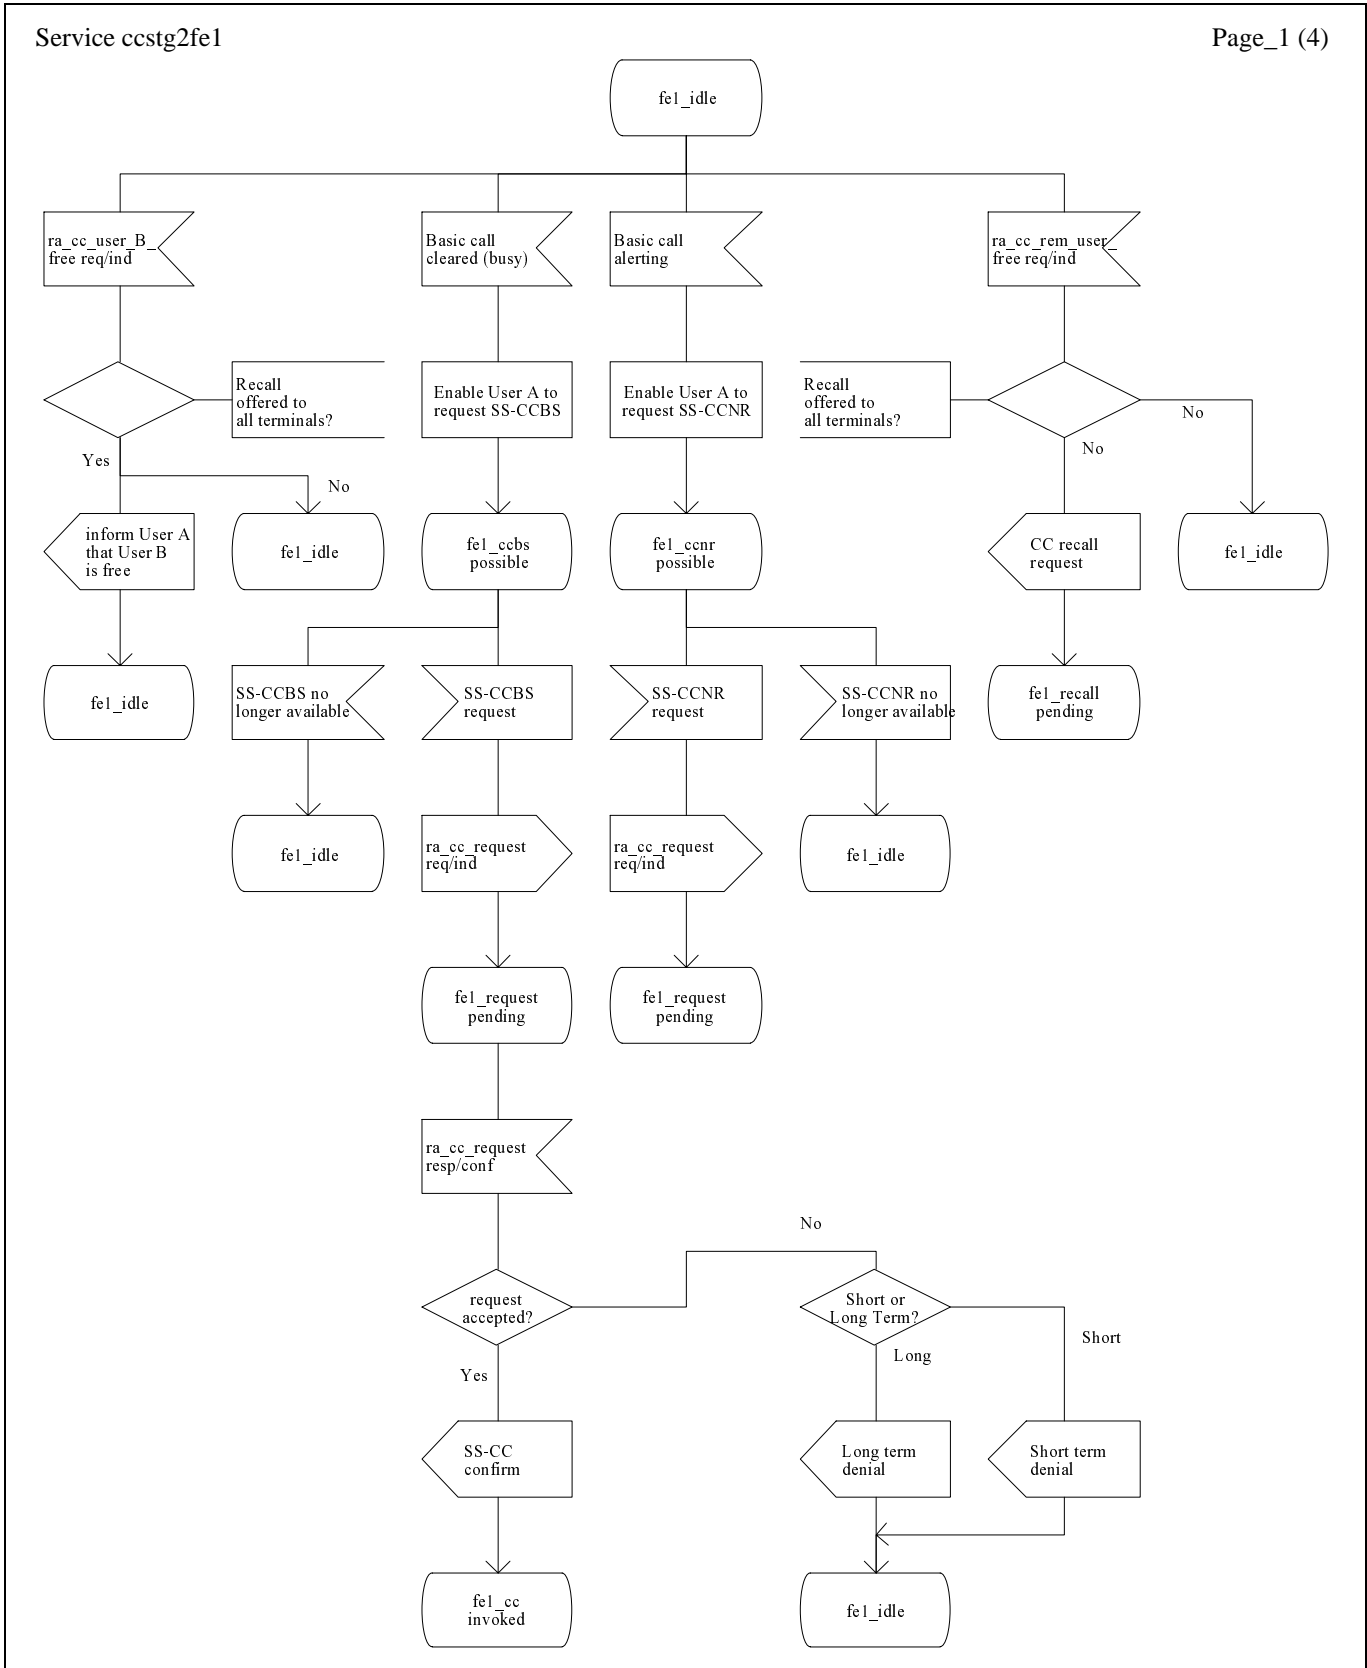 Service ccstg2fe1
Page_1 (4)
fe1_idle
ra_cc_user_B_
free req/ind
Basic call
cleared (busy)
Basic call
alerting
ra_cc_rem_user_
free req/ind
Recall
offered to
all terminals?
Enable User A to
request SS-CCBS
Enable User A to
request SS-CCNR
Recall
offered to
all terminals?
No
Yes
No
No
inform User A
that User B
is free
fe1_idle
fe1_ccbs
possible
fe1_ccnr
possible
CC recall
request
fe1_idle
fe1_idle
SS-CCBS no
longer available
SS-CCBS
request
SS-CCNR
request
SS-CCNR no
longer available
fe1_recall
pending
fe1_idle
ra_cc_request
req/ind
ra_cc_request
req/ind
fe1_idle
fe1_request
pending
fe1_request
pending
ra_cc_request
resp/conf
No
request
accepted?
Short or
Long Term?
Short
Long
Yes
SS-CC
confirm
Long term
denial
Short term
denial
fe1_cc
invoked
fe1_idle